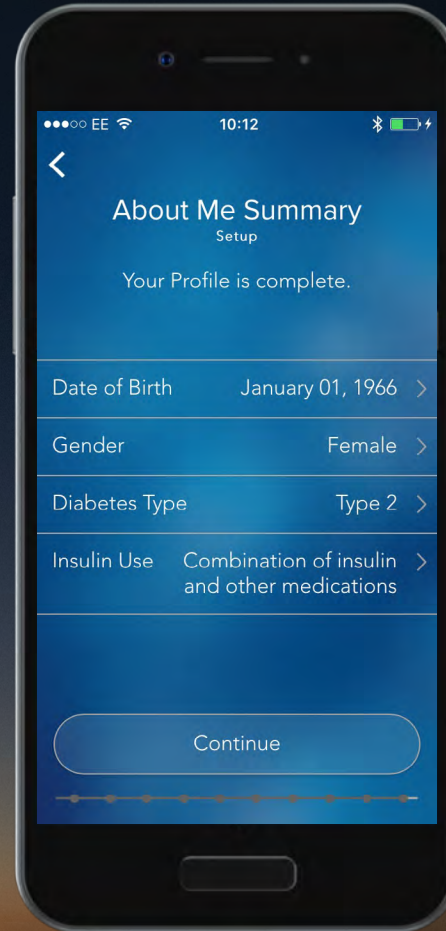 EE 10:12
About Me Summary
Setup
Your Profile is complete.
Date of Birth January 01, 1966
Gender Female
Diabetes Type Type 2
Insulin Use Combination of insulin
and other medications
Continue